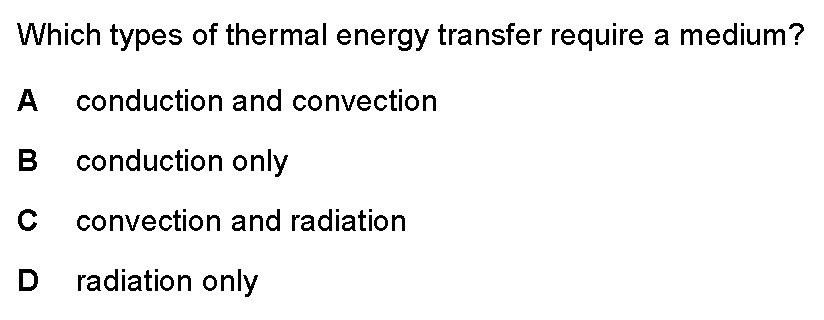 Which types of thermal energy transfer require a medium?
A conduction and convection
B conduction only
C convection and radiation
D radiation only